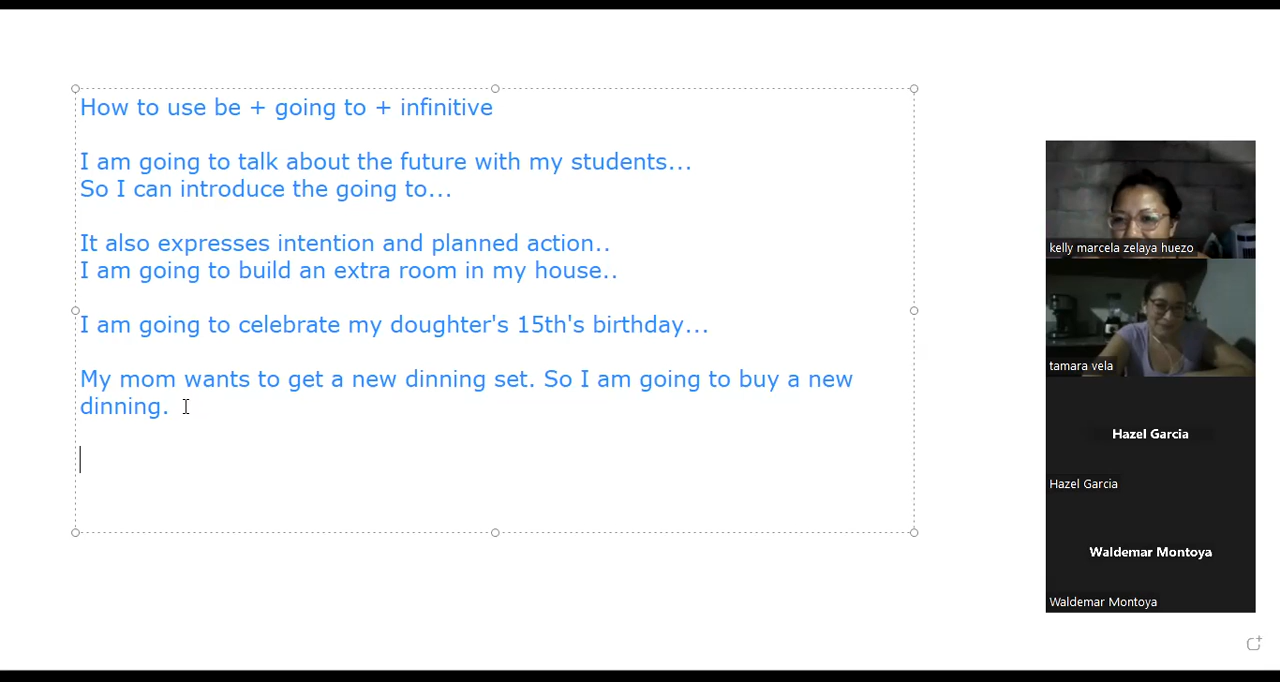 How to use be + going to + infinitive
I am going to talk about the future with my students...
So I can introduce the going to...
It also expresses intention and planned action..
I am going to build an extra room in my house..
I am going to celebrate my doughter's 15th's birthday...
My mom wants to get a new dinning set. So I am going to buy a new
dinning.
kelly marcela zelaya huezo
tamara vela
Hazel Garcia
Hazel Garcia
Waldemar Montoya
Waldemar Montoya